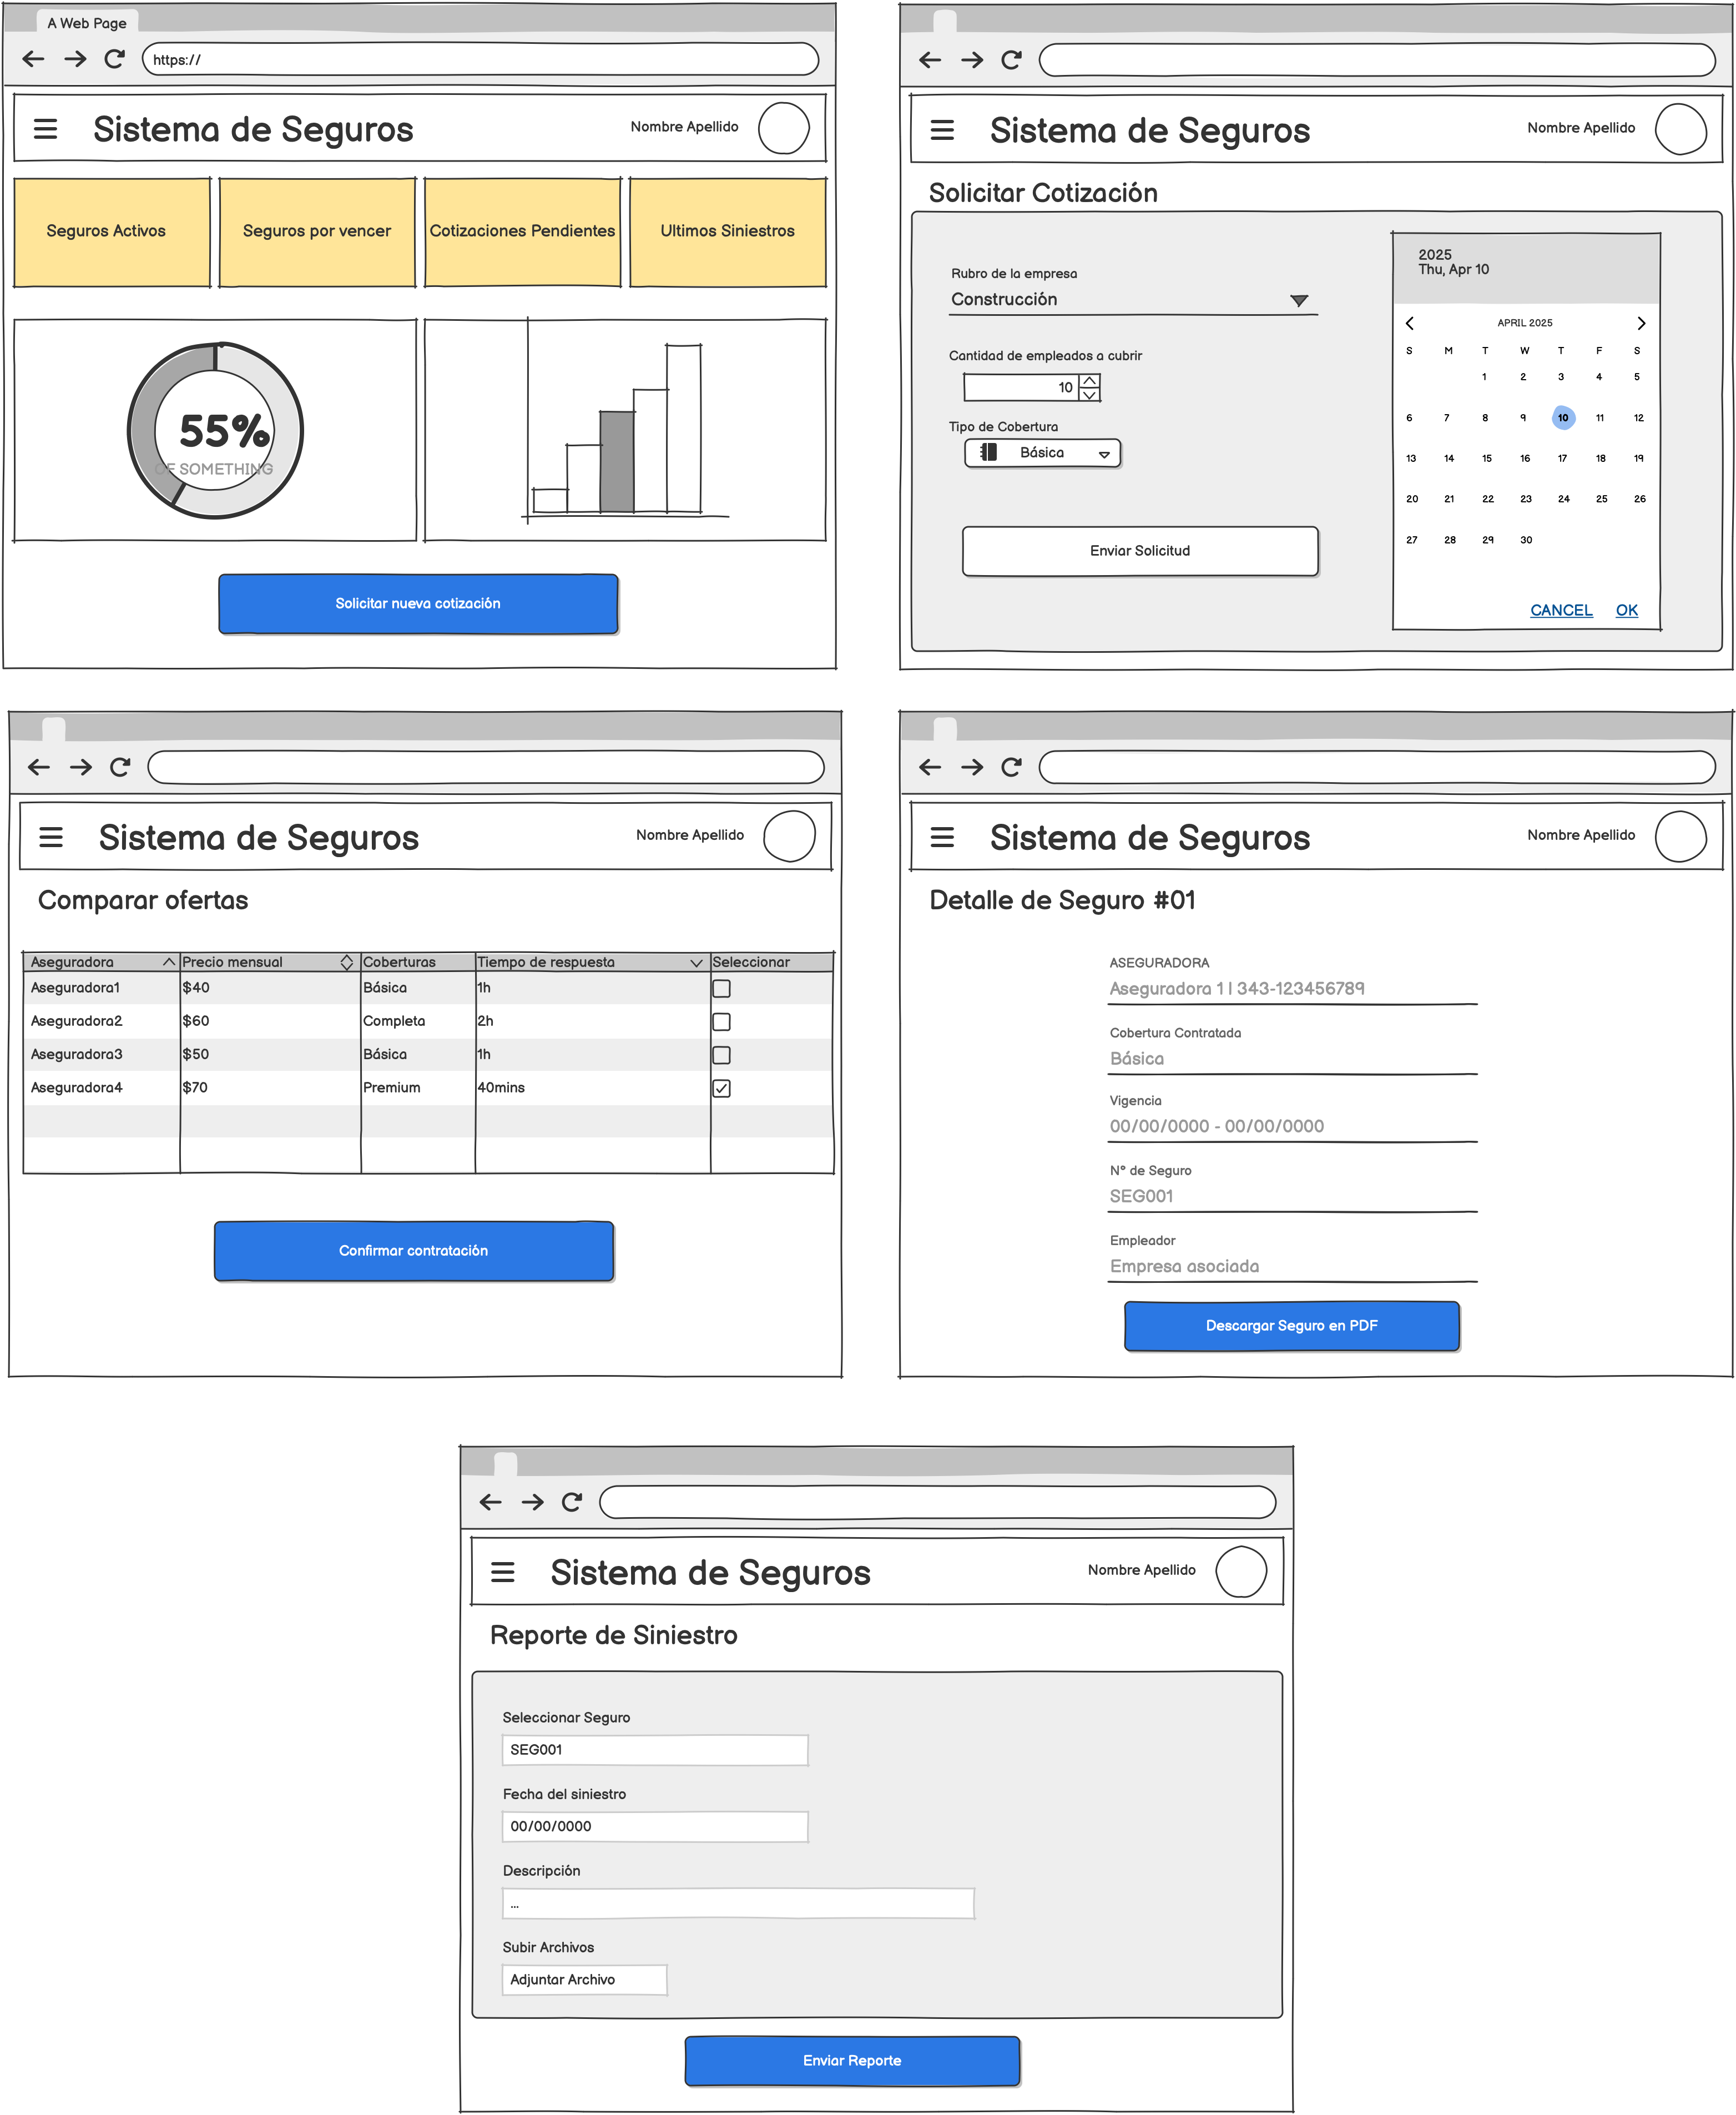 A Web Page
https://
Sistema de Seguros
Nombre Apellido
Seguros Activos
Seguros por vencer
Cotizaciones Pendientes
Ultimos Siniestros
55%
OF SOMETHING
Solicitar nueva cotización
Sistema de Seguros
Nombre Apellido
Solicitar Cotización
Rubro de la empresa
Construcción
Cantidad de empleados a cubrir
10
Tipo de Cobertura
Básica
Enviar Solicitud
2025
Thu, Apr 10
APRIL 2025
S M T W T F S
1 2 3 4 5
6 7 8 9 10 11 12
13 14 15 16 17 18 19
20 21 22 23 24 25 26
27 28 29 30
CANCEL OK
Sistema de Seguros
Nombre Apellido
Comparar ofertas
Aseguradora Precio mensual Coberturas Tiempo de respuesta Seleccionar
Aseguradora1 $40 Básica 1h
Aseguradora2 $60 Completa 2h
Aseguradora3 $50 Básica 1h
Aseguradora4 $70 Premium 40mins
Confirmar contratación
Sistema de Seguros
Nombre Apellido
Detalle de Seguro #01
ASEGURADORA
Aseguradora 1 | 343-123456789
Cobertura Contratada
Básica
Vigencia
00/00/0000 - 00/00/0000
N° de Seguro
SEG001
Empleador
Empresa asociada
Descargar Seguro en PDF
Sistema de Seguros
Nombre Apellido
Reporte de Siniestro
Seleccionar Seguro
SEG001
Fecha del siniestro
00/00/0000
Descripción
...
Subir Archivos
Adjuntar Archivo
Enviar Reporte